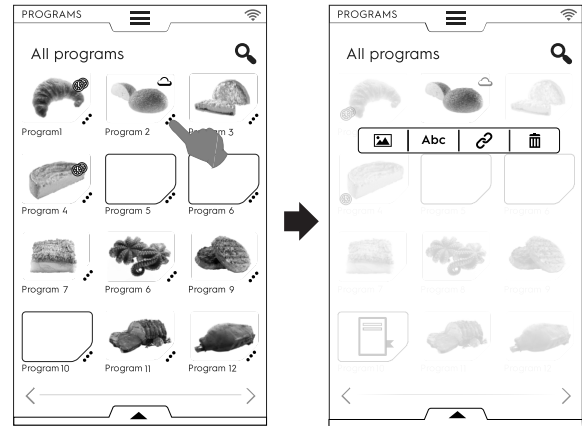 PROGRAMS
All programs
Program1
Program 2
Program 3
Program 4
Program 5
Program 6
Program 7
Program 6
Program 9
Program 10
Program 11
Program 12
PROGRAMS
All programs
Abc